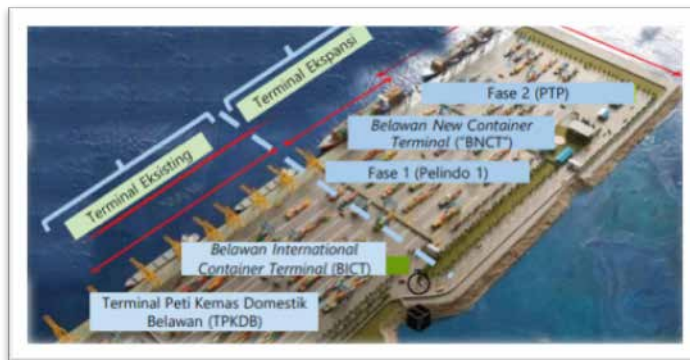 Terminal Ekspansi
Terminal Eksisting
Fase 2 (PTP)
Belawan New Container
Terminal ("BNCT")
Fase 1 (Pelindo 1)
Belawan International
Container Terminal (BICT)
Terminal Peti Kemas Domestik
Belawan (TPKDB)